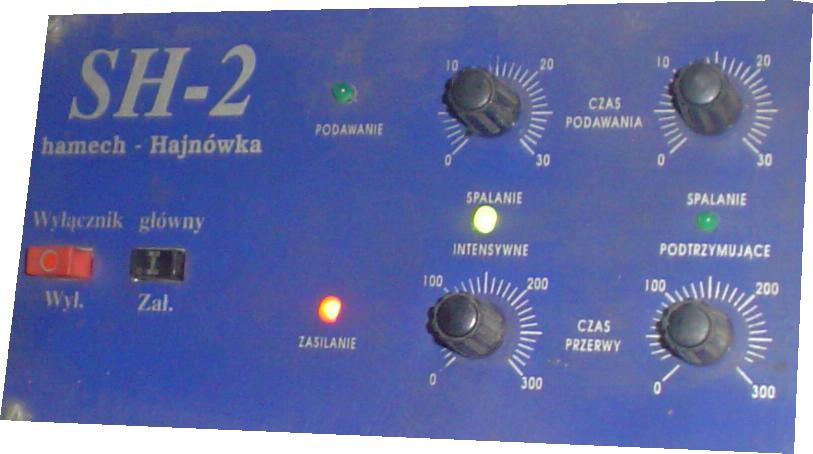 SH-2
hamech - Hajnówka
PODAWANIE
10 20
0 30
CZAS
PODAWANIA
10 20
0 30
Wyłącznik główny
C I
Wył. Zał.
ZASILANIE
SPALANIE
INTENSYWNE
SPALANIE
PODTRZYMUJĄCE
100 200
0 300
CZAS
PRZERWY
100 200
0 300